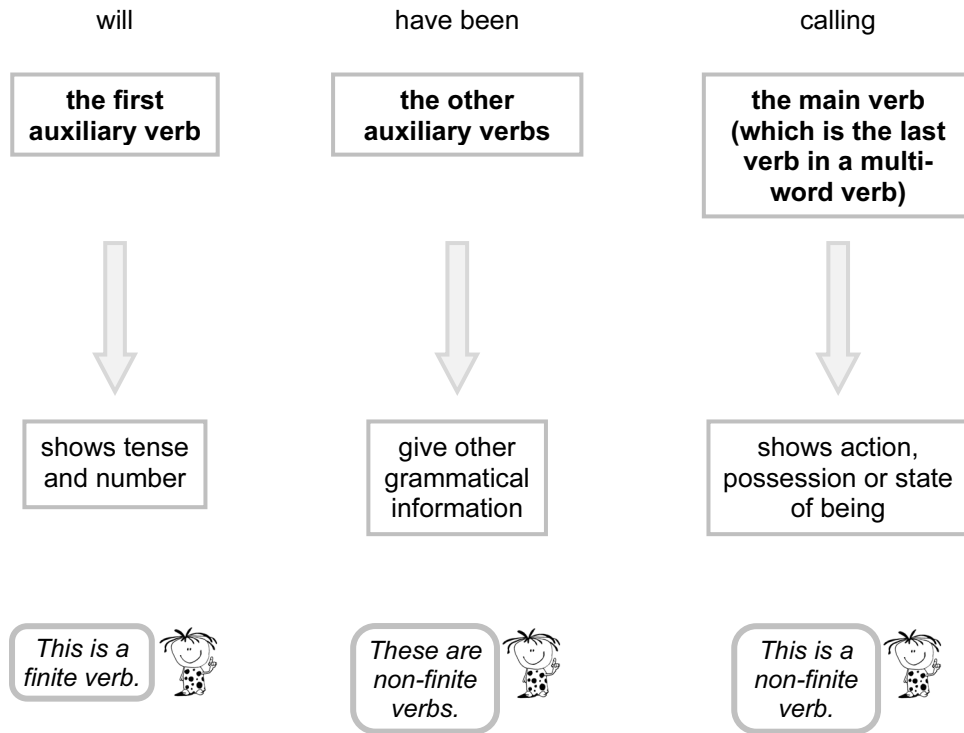 will
have been
calling
the first
auxiliary verb
the other
auxiliary verbs
the main verb
(which is the last
verb in a multi-
word verb)
shows tense
and number
give other
grammatical
information
shows action,
possession or state
of being
This is a
finite verb.
These are
non-finite
verbs.
This is a
non-finite
verb.